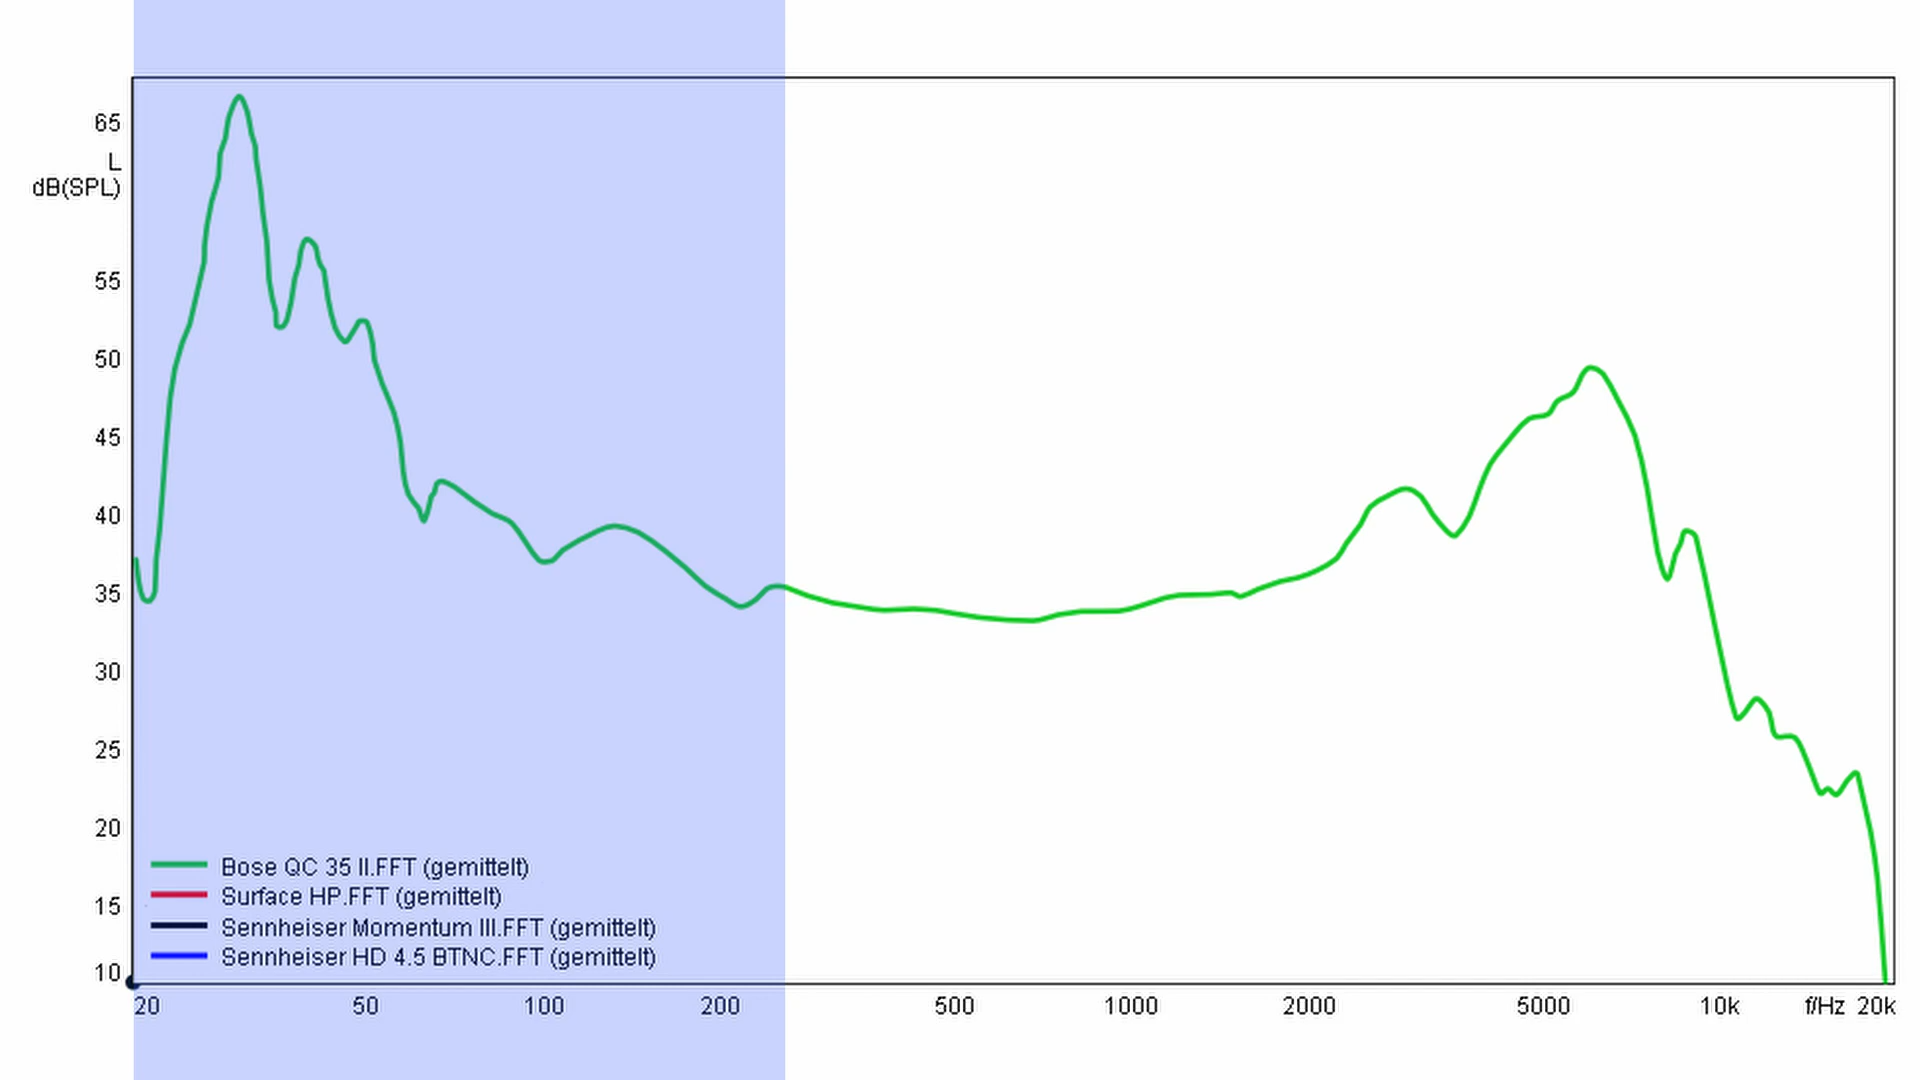 65
L
dB(SPL)
55
50
45
40
35
30
25
20
15
10
Bose QC 35 II.FFT (gemittelt)
Surface HP.FFT (gemittelt)
Sennheiser Momentum III.FFT (gemittelt)
Sennheiser HD 4.5 BTNC.FFT (gemittelt)
20 50 100 200 500 1000 2000 5000 10k f/Hz 20k